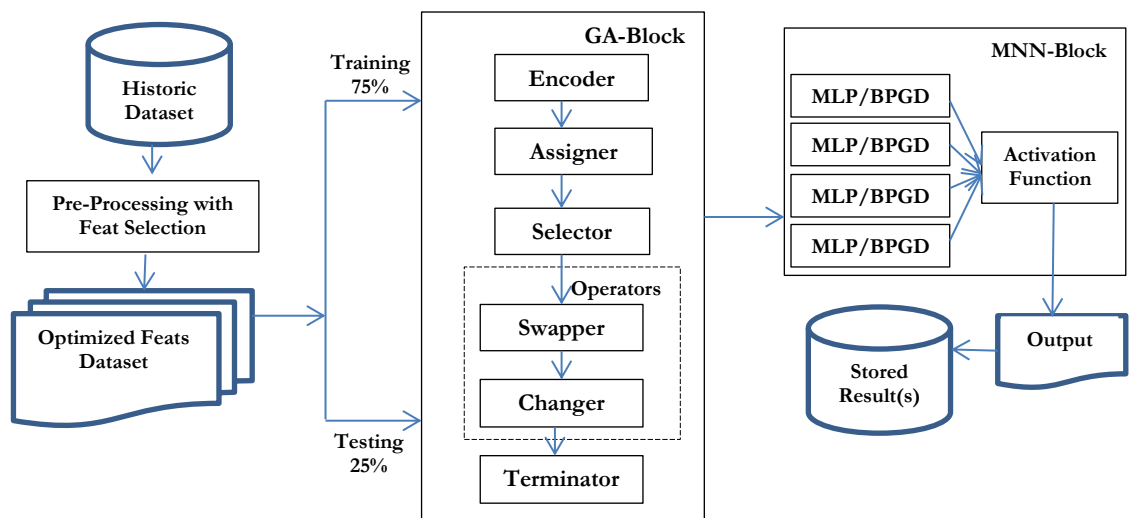 Historic
Dataset
Pre-Processing with
Feat Selection
Optimized Feats
Dataset
Training
75%
Testing
25%
GA-Block
Encoder
Assigner
Selector
Operators
Swapper
Changer
Terminator
MNN-Block
MLP/BPGD
MLP/BPGD
MLP/BPGD
MLP/BPGD
Activation
Function
Output
Stored
Result(s)